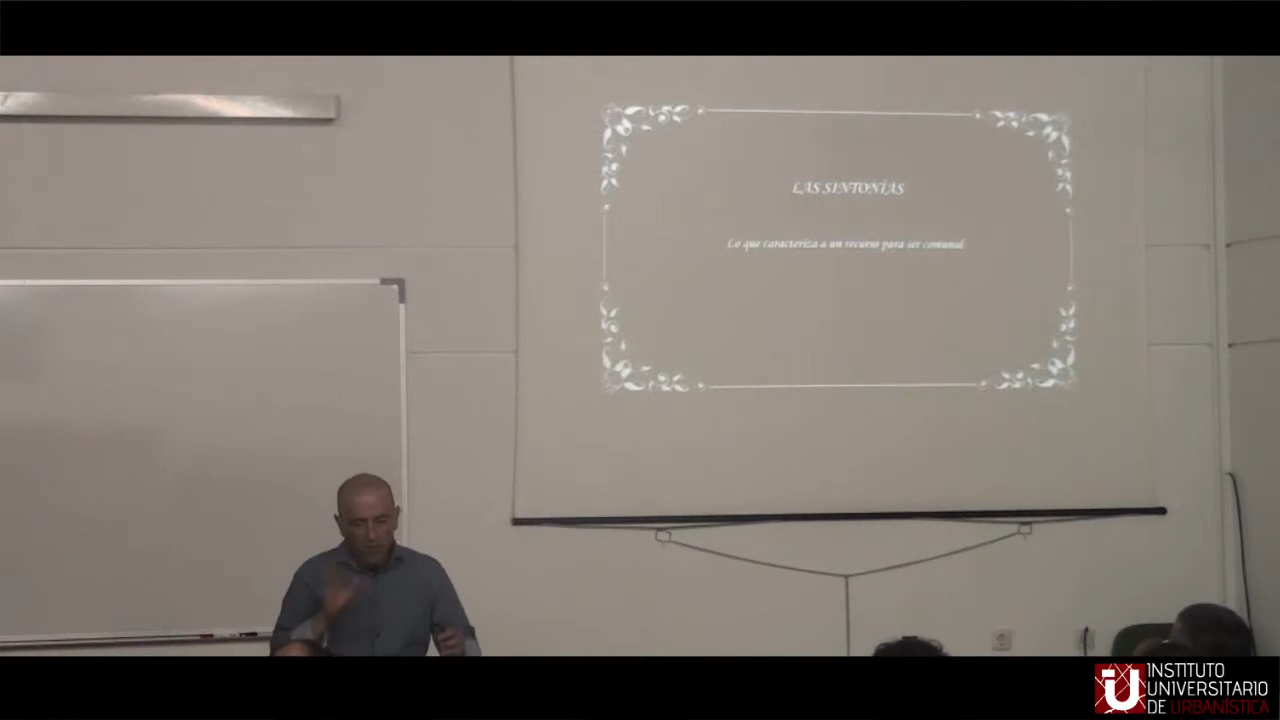 LAS SINTONÍAS
Lo que caracteriza a un recurso para ser comunal
INSTITUTO
UNIVERSITARIO
DE URBANÍSTICA